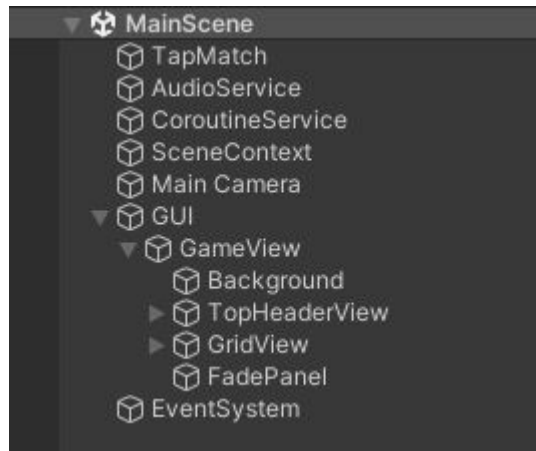 MainScene
TapMatch
AudioService
CoroutineService
SceneContext
Main Camera
GUI
GameView
Background
TopHeaderView
GridView
FadePanel
EventSystem